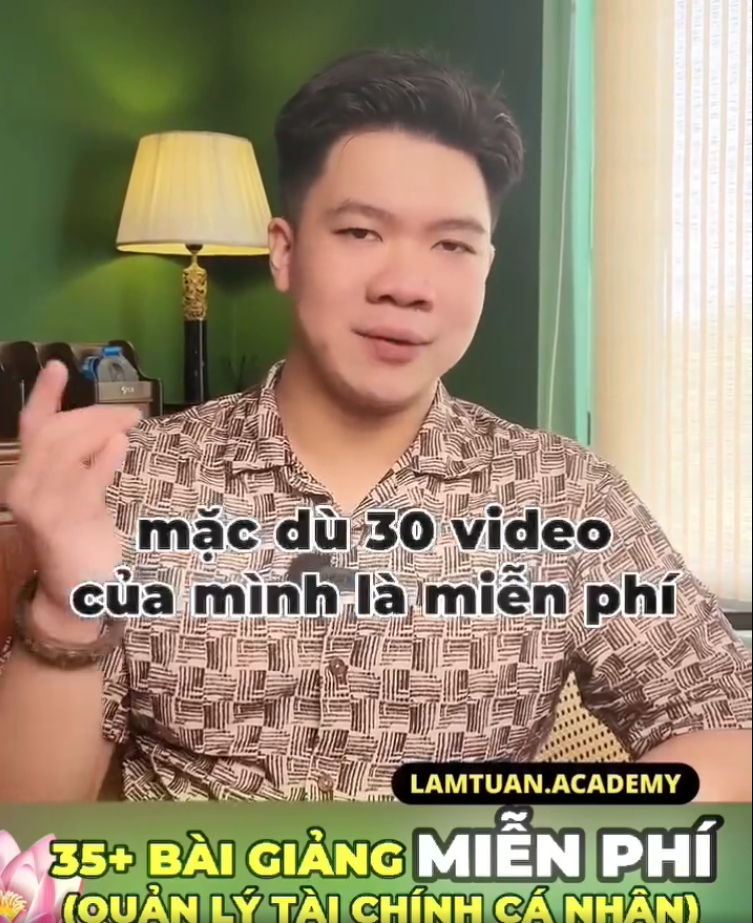 mặc dù 30 video
của mình là miễn phí
LAMTUAN.ACADEMY
35+ BÀI GIẢNG MIỄN PHÍ
(QUẢN LÝ TÀI CHÍNH CÁ NHÂN)